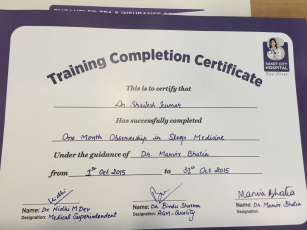 SAKET CITY
HOSPITAL
Training Completion Certificate
This is to certify that
Dr. Shailesh Kumar
Has successfully completed
One Month Observership in Sleep Medicine
Under the guidance of Dr. Manvir Bhatia
from 1st Oct 2015 to 31st Oct 2015
Manvir Bhatia
Name: Dr Nidhi M Dev Name: Dr. Bindu Sharma Name: Dr. Manvir Bhatia
Designation: Medical Superintendent Designation: AGM - Quality Designation: